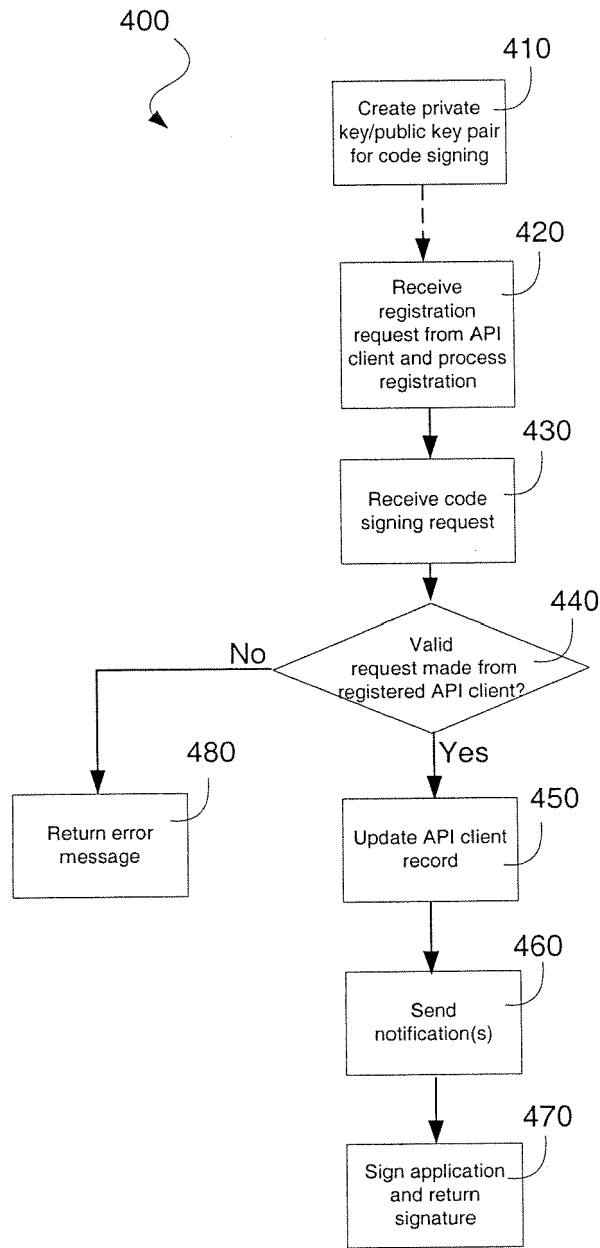 400
410
Create private
key/public key pair
for code signing
420
Receive
registration
request from API
client and process
registration
430
Receive code
signing request
440
Valid
request made from
registered API client?
No
Yes
480
Return error
message
450
Update API client
record
460
Send
notification(s)
470
Sign application
and return
signature